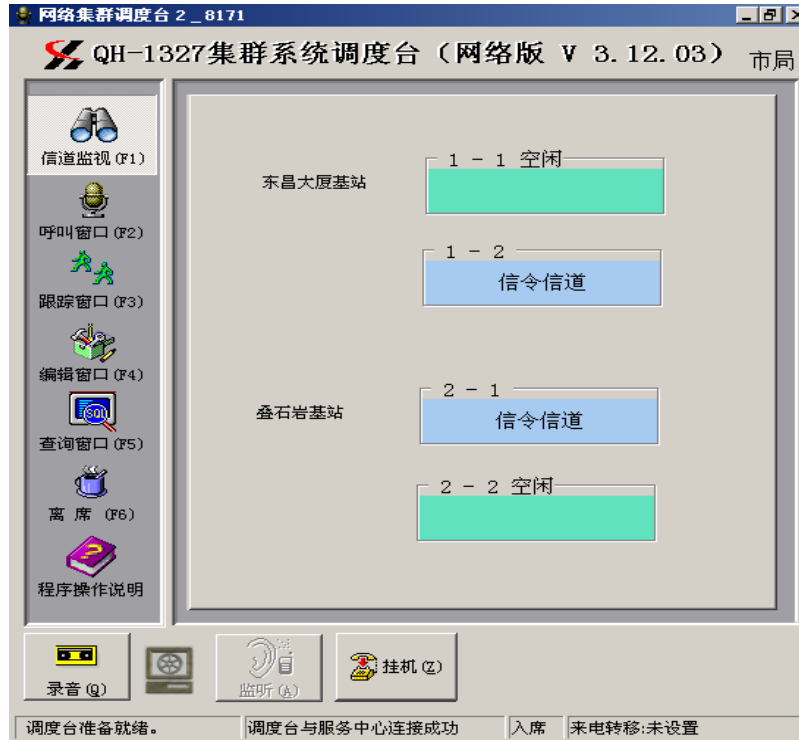 网络集群调度台2_8171
QH-1327集群系统调度台（网络版 V 3.12.03）
市局
信道监视(F1)
呼叫窗口(F2)
跟踪窗口(F3)
编辑窗口(F4)
SQL
查询窗口(F5)
离 席 (F6)
程序操作说明
东昌大厦基站
1 - 1 空闲
1 - 2
信令信道
叠石岩基站
2 - 1
信令信道
2 - 2 空闲
录音(Q)
监听(A)
挂机(Z)
调度台准备就绪。
调度台与服务中心连接成功
入席
来电转移:未设置